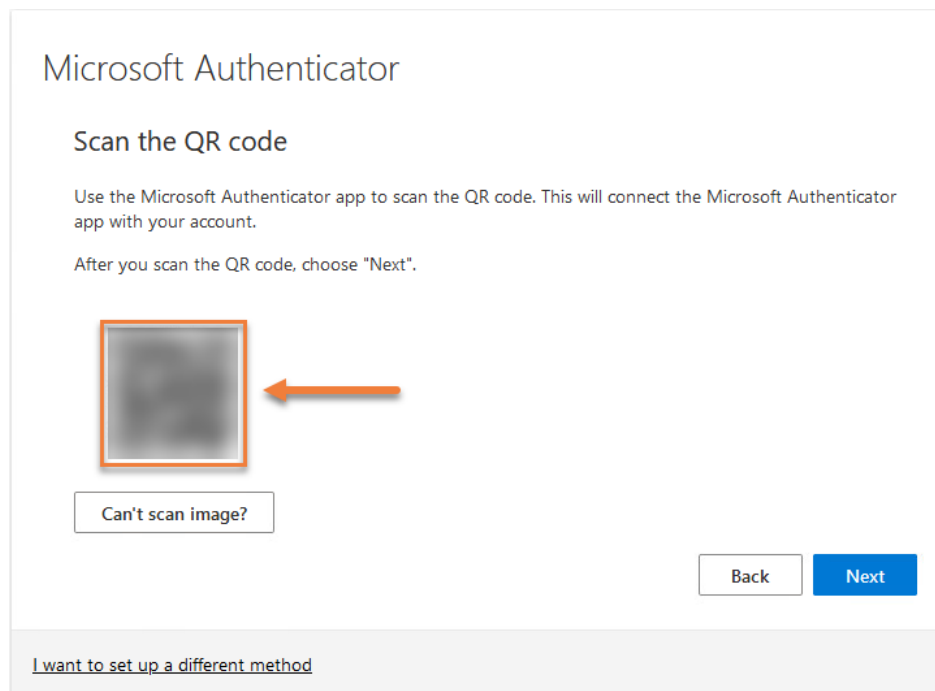 Microsoft Authenticator
Scan the QR code
Use the Microsoft Authenticator app to scan the QR code. This will connect the Microsoft Authenticator
app with your account.
After you scan the QR code, choose "Next".
Can't scan image?
Back
Next
I want to set up a different method